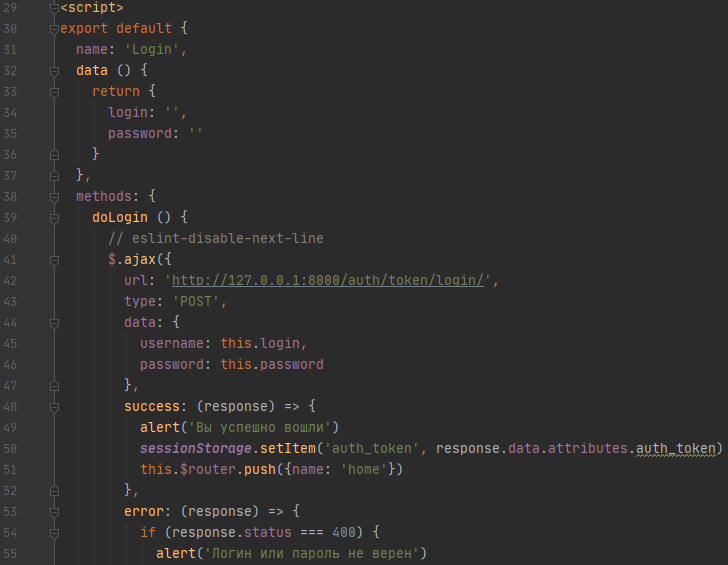 29 <script>
30 export default {
31 name: 'Login',
32 data () {
33 return {
34 login: '',
35 password: ''
36 }
37 },
38 methods: {
39 doLogin () {
40 // eslint-disable-next-line
41 $.ajax({
42 url: 'http://127.0.0.1:8000/auth/token/login/',
43 type: 'POST',
44 data: {
45 username: this.login,
46 password: this.password
47 },
48 success: (response) => {
49 alert('Вы успешно вошли')
50 sessionStorage.setItem('auth_token', response.data.attributes.auth_token)
51 this.$router.push({name: 'home'})
52 },
53 error: (response) => {
54 if (response.status === 400) {
55 alert('Логин или пароль не верен')